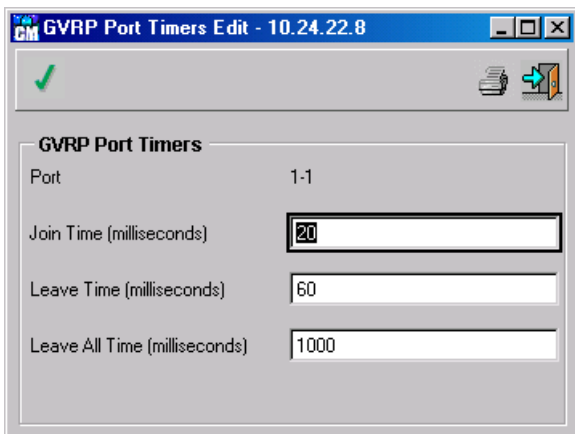 CM GVRP Port Timers Edit - 10.24.22.8
GVRP Port Timers
Port 1-1
Join Time (milliseconds) 20
Leave Time (milliseconds) 60
Leave All Time (milliseconds) 1000